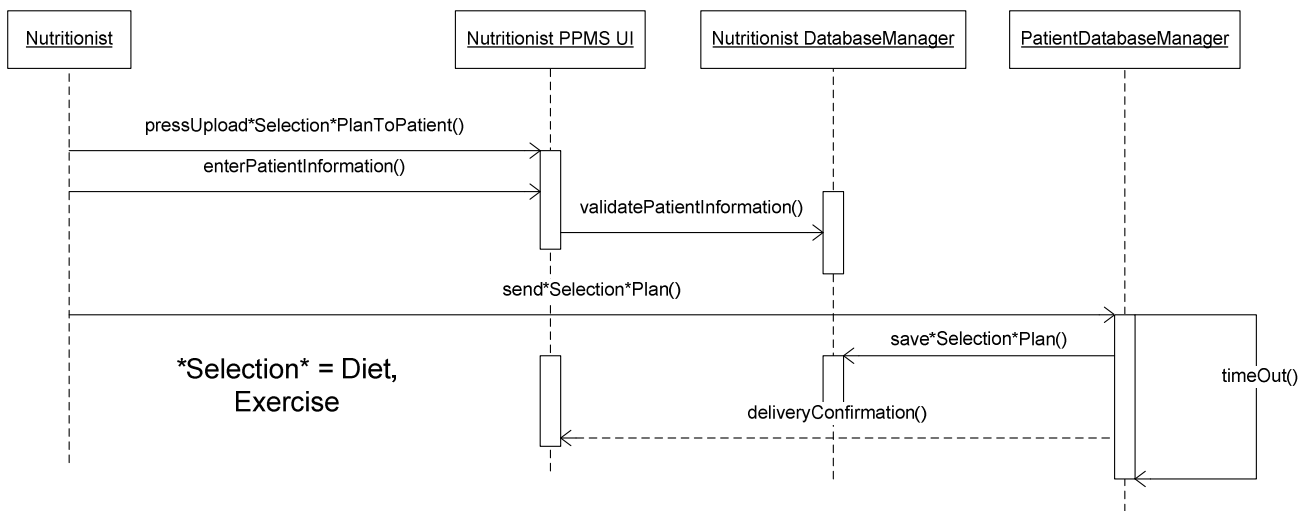 Nutritionist
Nutritionist PPMS UI
Nutritionist DatabaseManager
PatientDatabaseManager
pressUpload*Selection*PlanToPatient()
enterPatientInformation()
validatePatientInformation()
send*Selection*Plan()
save*Selection*Plan()
*Selection* = Diet,
Exercise
timeOut()
deliveryConfirmation()